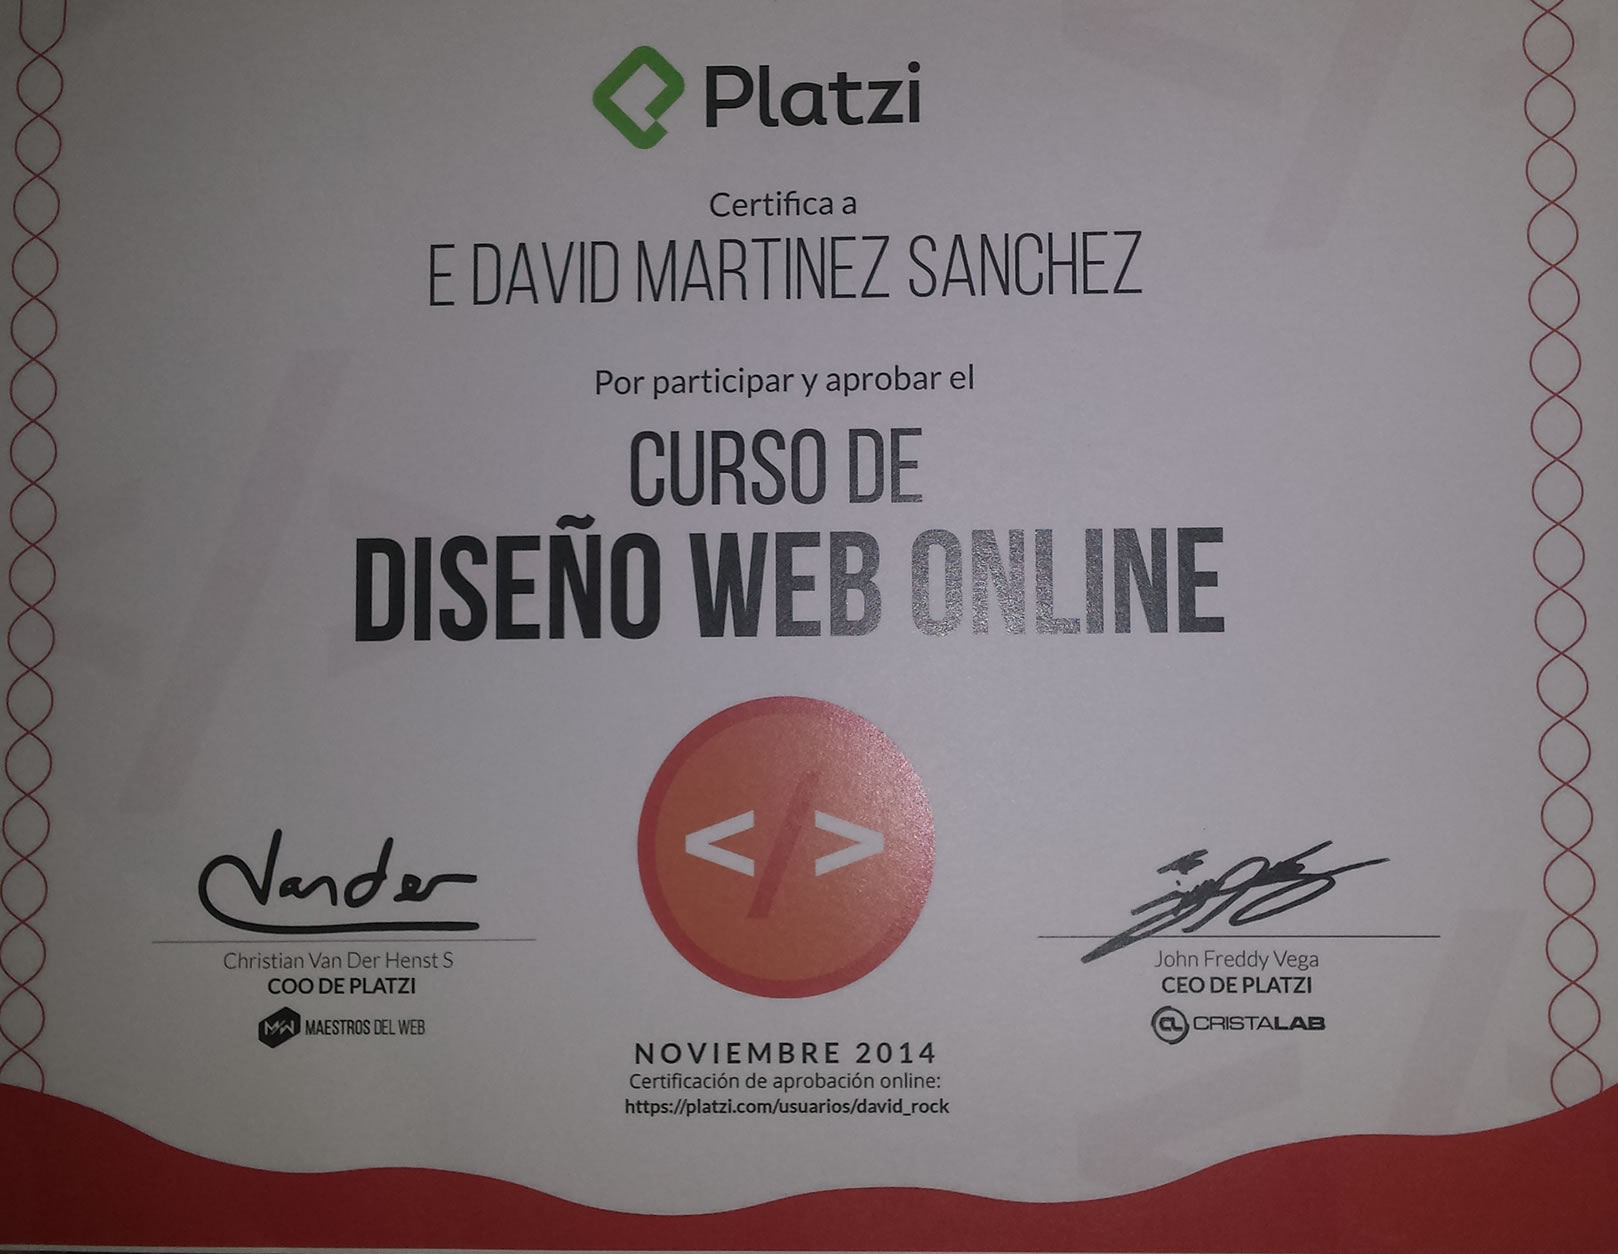 Platzi
Certifica a
E DAVID MARTINEZ SANCHEZ
Por participar y aprobar el
CURSO DE
DISEÑO WEB ONLINE
</>
Vander
Christian Van Der Henst S
COO DE PLATZI
MW MAESTROS DEL WEB
John Freddy Vega
CEO DE PLATZI
CL CRISTALAB
NOVIEMBRE 2014
Certificación de aprobación online:
https://platzi.com/usuarios/david_rock